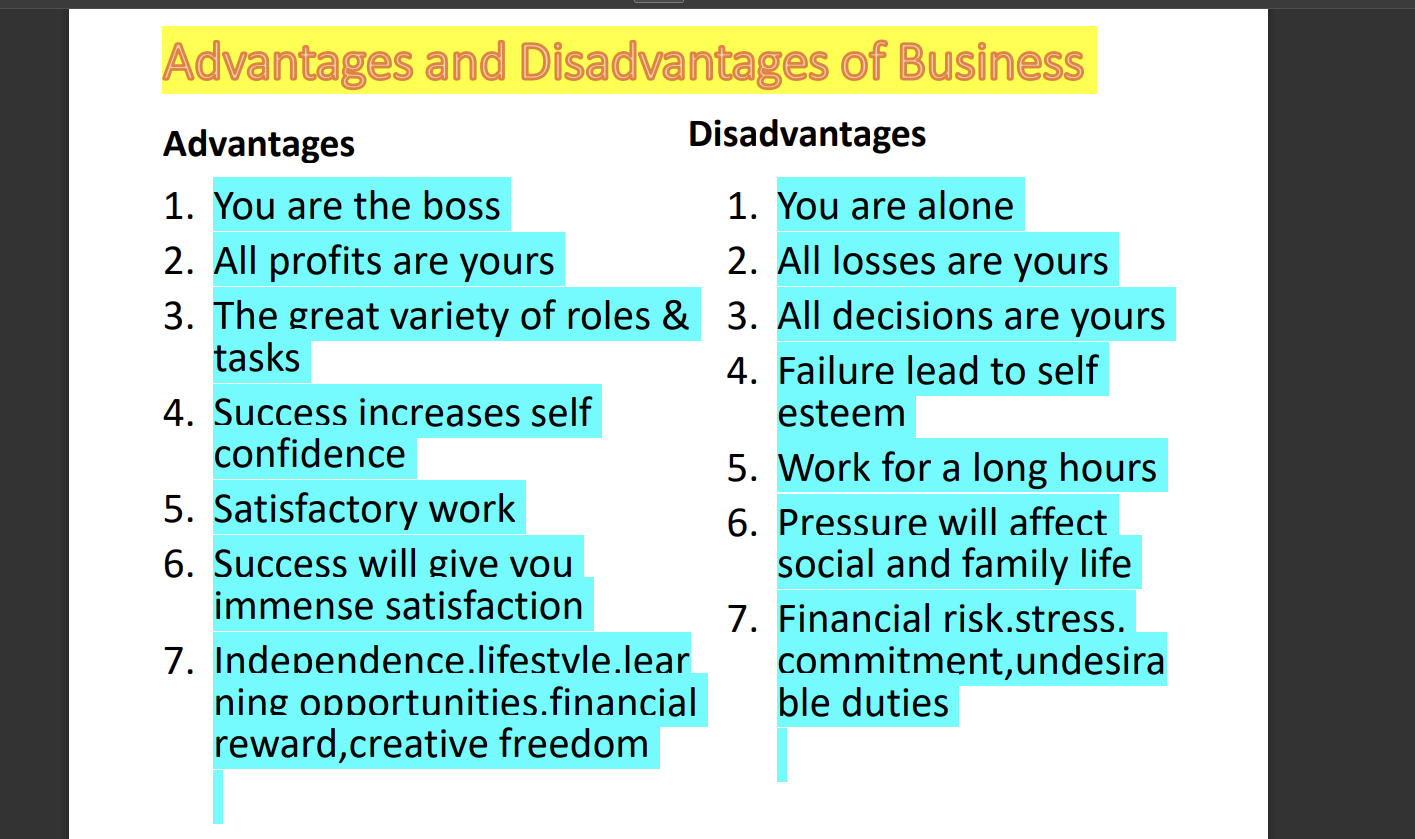 Advantages and Disadvantages of Business
Advantages
1. You are the boss
2. All profits are yours
3. The great variety of roles &
tasks
4. Success increases self
confidence
5. Satisfactory work
6. Success will give you
immense satisfaction
7. Independence,lifestyle,lear
ning opportunities,financial
reward,creative freedom
Disadvantages
1. You are alone
2. All losses are yours
3. All decisions are yours
4. Failure lead to self
esteem
5. Work for a long hours
6. Pressure will affect
social and family life
7. Financial risk,stress,
commitment,undesira
ble duties